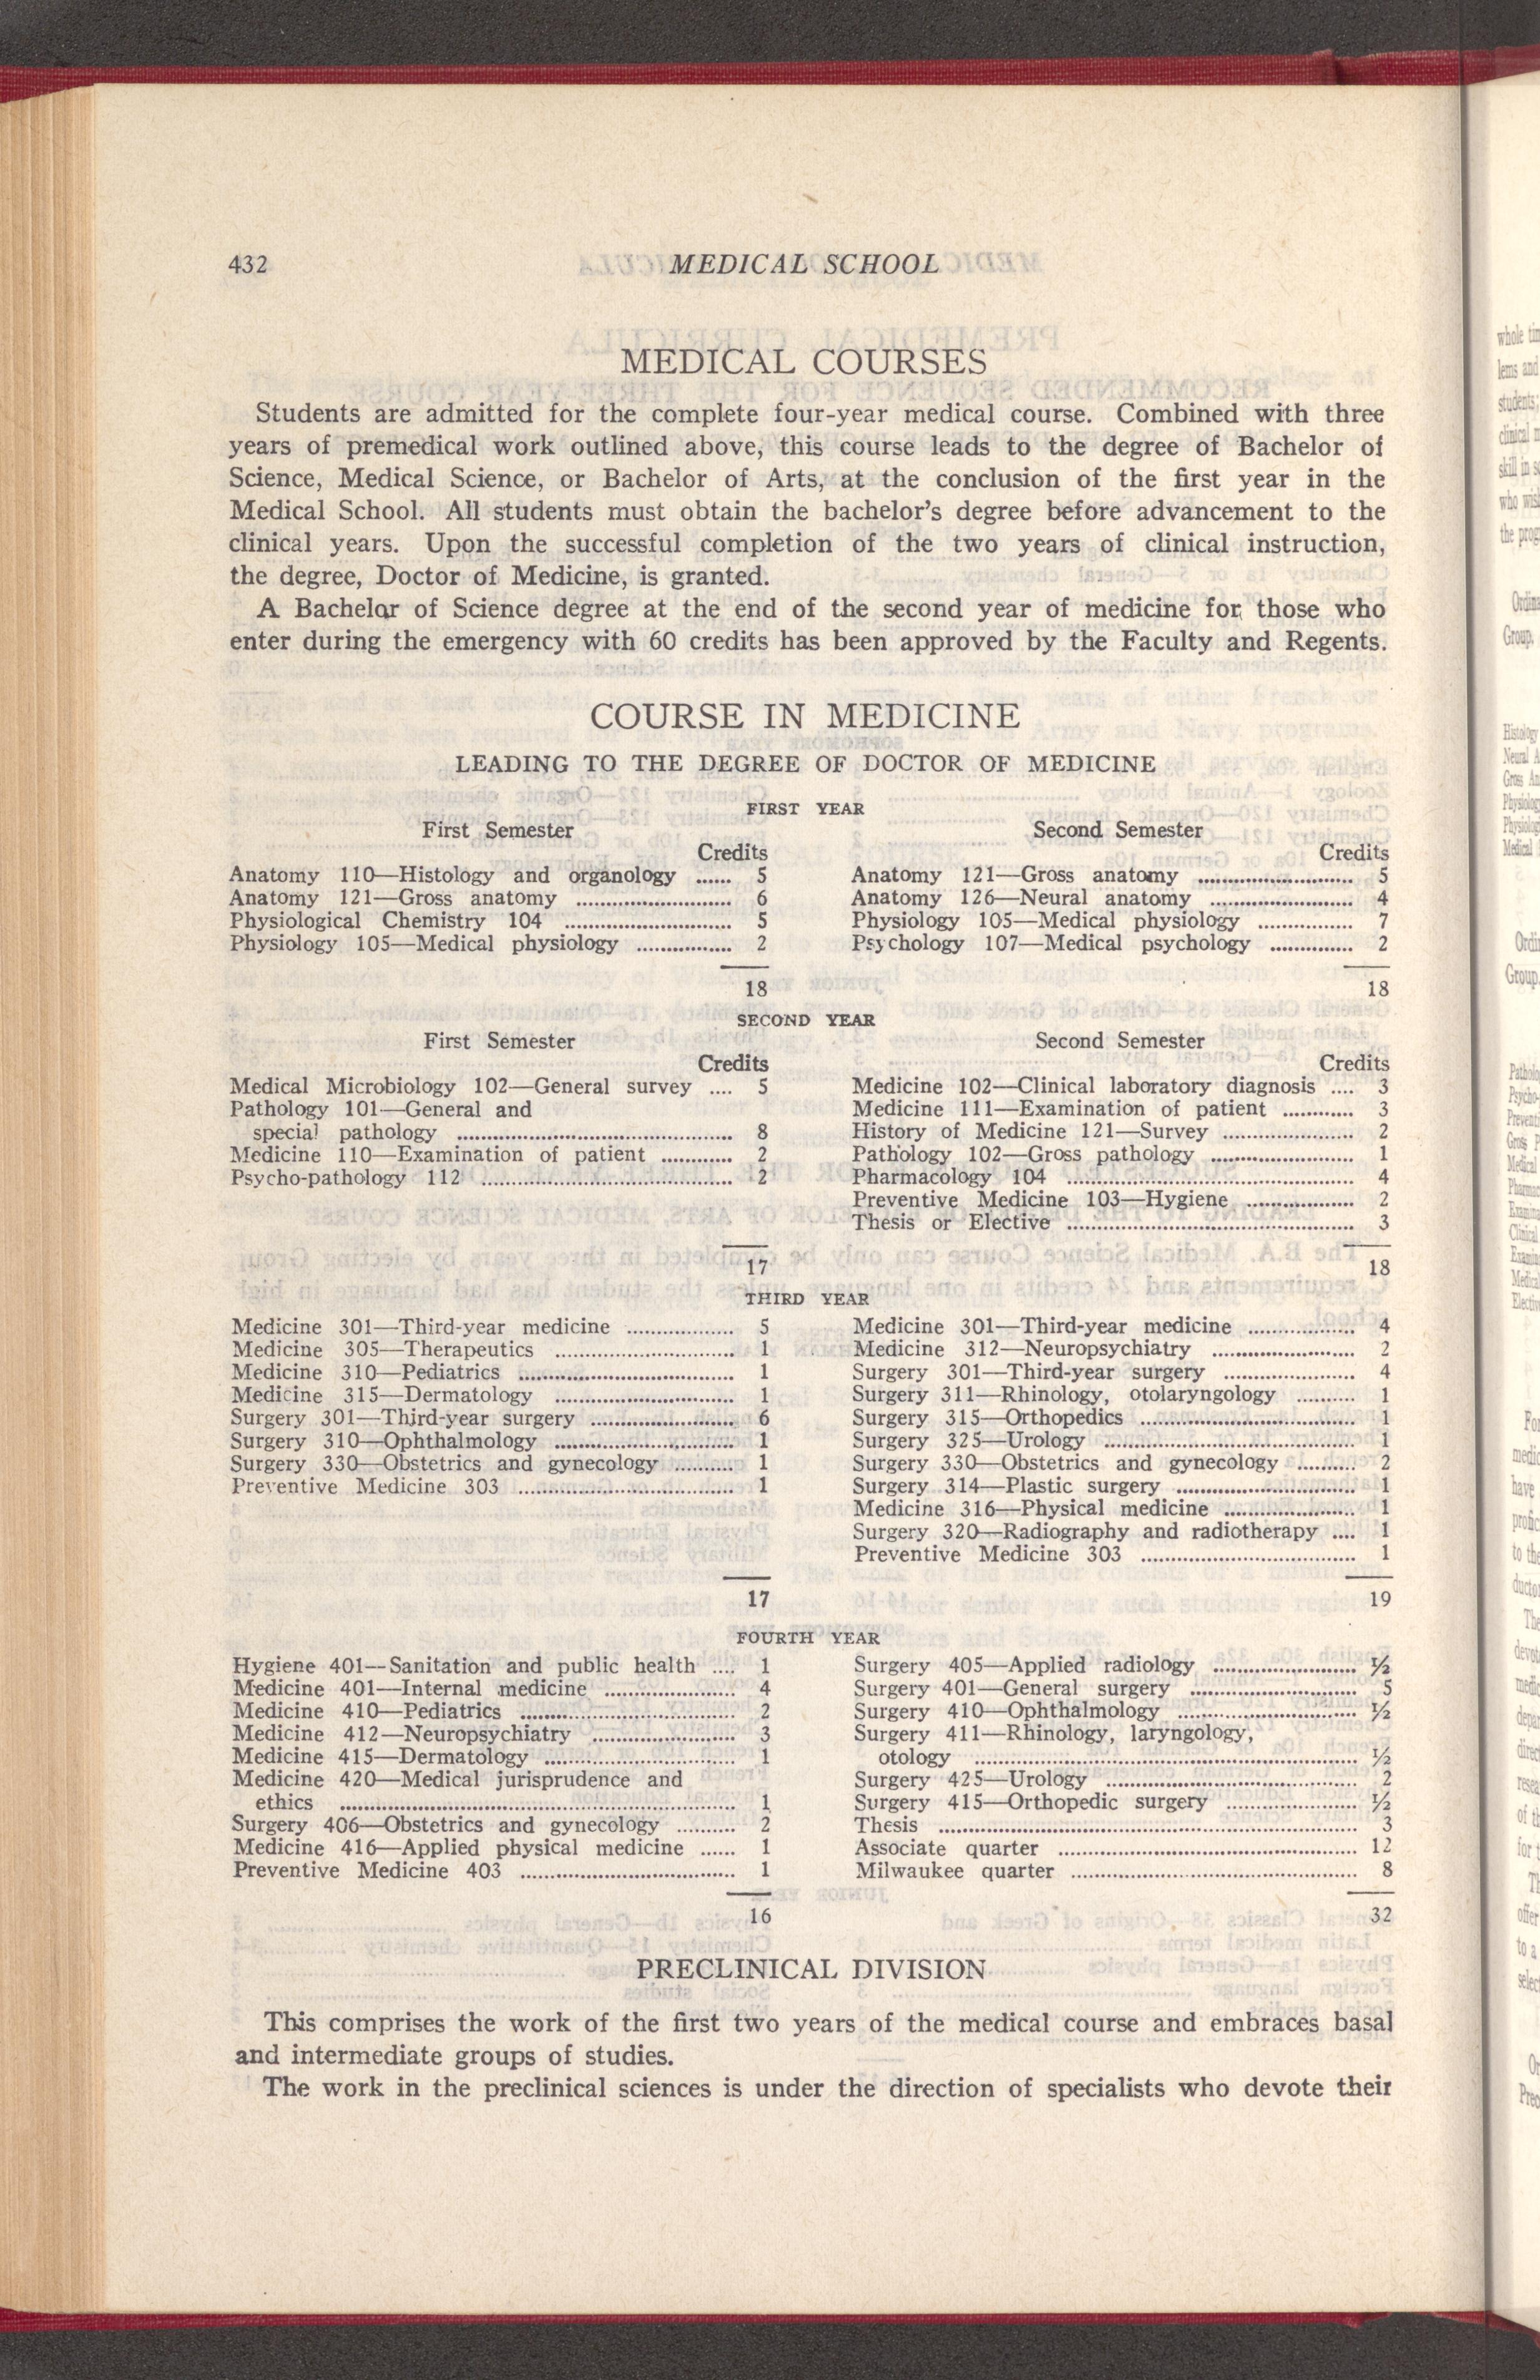 432 MEDICAL SCHOOL
MEDICAL COURSES
Students are admitted for the complete four-year medical course. Combined with three
years of premedical work outlined above, this course leads to the degree of Bachelor of
Science, Medical Science, or Bachelor of Arts, at the conclusion of the first year in the
Medical School. All students must obtain the bachelor's degree before advancement to the
clinical years. Upon the successful completion of the two years of clinical instruction,
the degree, Doctor of Medicine, is granted.
A Bachelor of Science degree at the end of the second year of medicine for those who
enter during the emergency with 60 credits has been approved by the Faculty and Regents.
COURSE IN MEDICINE
LEADING TO THE DEGREE OF DOCTOR OF MEDICINE
FIRST YEAR
First Semester
Credits
Anatomy 110—Histology and organology ...... 5
Anatomy 121—Gross anatomy ...... 6
Physiological Chemistry 104 ...... 5
Physiology 105—Medical physiology ...... 2
18
Second Semester
Credits
Anatomy 121—Gross anatomy ...... 5
Anatomy 126—Neural anatomy ...... 4
Physiology 105—Medical physiology ...... 7
Psychology 107—Medical psychology ...... 2
18
SECOND YEAR
First Semester
Credits
Medical Microbiology 102—General survey .... 5
Pathology 101—General and
special pathology ...... 8
Medicine 110—Examination of patient ...... 2
Psycho-pathology 112 ...... 2
17
Second Semester
Credits
Medicine 102—Clinical laboratory diagnosis .... 3
Medicine 111—Examination of patient ...... 3
History of Medicine 121—Survey ...... 2
Pathology 102—Gross pathology ...... 1
Pharmacology 104 ...... 4
Preventive Medicine 103—Hygiene ...... 2
Thesis or Elective ...... 3
18
THIRD YEAR
Medicine 301—Third-year medicine ...... 5
Medicine 305—Therapeutics ...... 1
Medicine 310—Pediatrics ...... 1
Medicine 315—Dermatology ...... 1
Surgery 301—Third-year surgery ...... 6
Surgery 310—Ophthalmology ...... 1
Surgery 330—Obstetrics and gynecology ...... 1
Preventive Medicine 303 ...... 1
17
Medicine 301—Third-year medicine ...... 4
Medicine 312—Neuropsychiatry ...... 2
Surgery 301—Third-year surgery ...... 4
Surgery 311—Rhinology, otolaryngology ...... 1
Surgery 315—Orthopedics ...... 1
Surgery 325—Urology ...... 1
Surgery 330—Obstetrics and gynecology ...... 2
Surgery 314—Plastic surgery ...... 1
Medicine 316—Physical medicine ...... 1
Surgery 320—Radiography and radiotherapy .... 1
Preventive Medicine 303 ...... 1
19
FOURTH YEAR
Hygiene 401—Sanitation and public health .... 1
Medicine 401—Internal medicine ...... 4
Medicine 410—Pediatrics ...... 2
Medicine 412—Neuropsychiatry ...... 3
Medicine 415—Dermatology ...... 1
Medicine 420—Medical jurisprudence and
ethics ...... 1
Surgery 406—Obstetrics and gynecology ...... 2
Medicine 416—Applied physical medicine ...... 1
Preventive Medicine 403 ...... 1
16
Surgery 405—Applied radiology ...... ½
Surgery 401—General surgery ...... 5
Surgery 410—Ophthalmology ...... ½
Surgery 411—Rhinology, laryngology,
otology ...... ½
Surgery 425—Urology ...... 2
Surgery 415—Orthopedic surgery ...... ½
Thesis ...... 3
Associate quarter ...... 12
Milwaukee quarter ...... 8
32
PRECLINICAL DIVISION
This comprises the work of the first two years of the medical course and embraces basal
and intermediate groups of studies.
The work in the preclinical sciences is under the direction of specialists who devote their